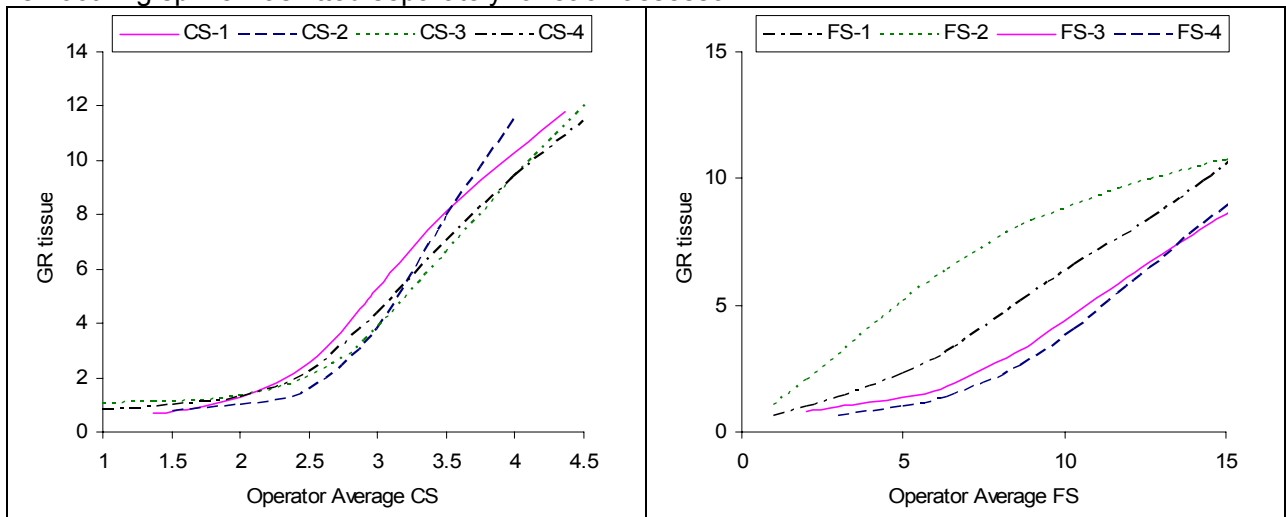 separately
CS-1 CS-2 CS-3 CS-4
GR tissue
14
12
10
8
6
4
2
0
1 1.5 2 2.5 3 3.5 4 4.5
Operator Average CS
FS-1 FS-2 FS-3 FS-4
GR tissue
15
10
5
0
0 5 10 15
Operator Average FS